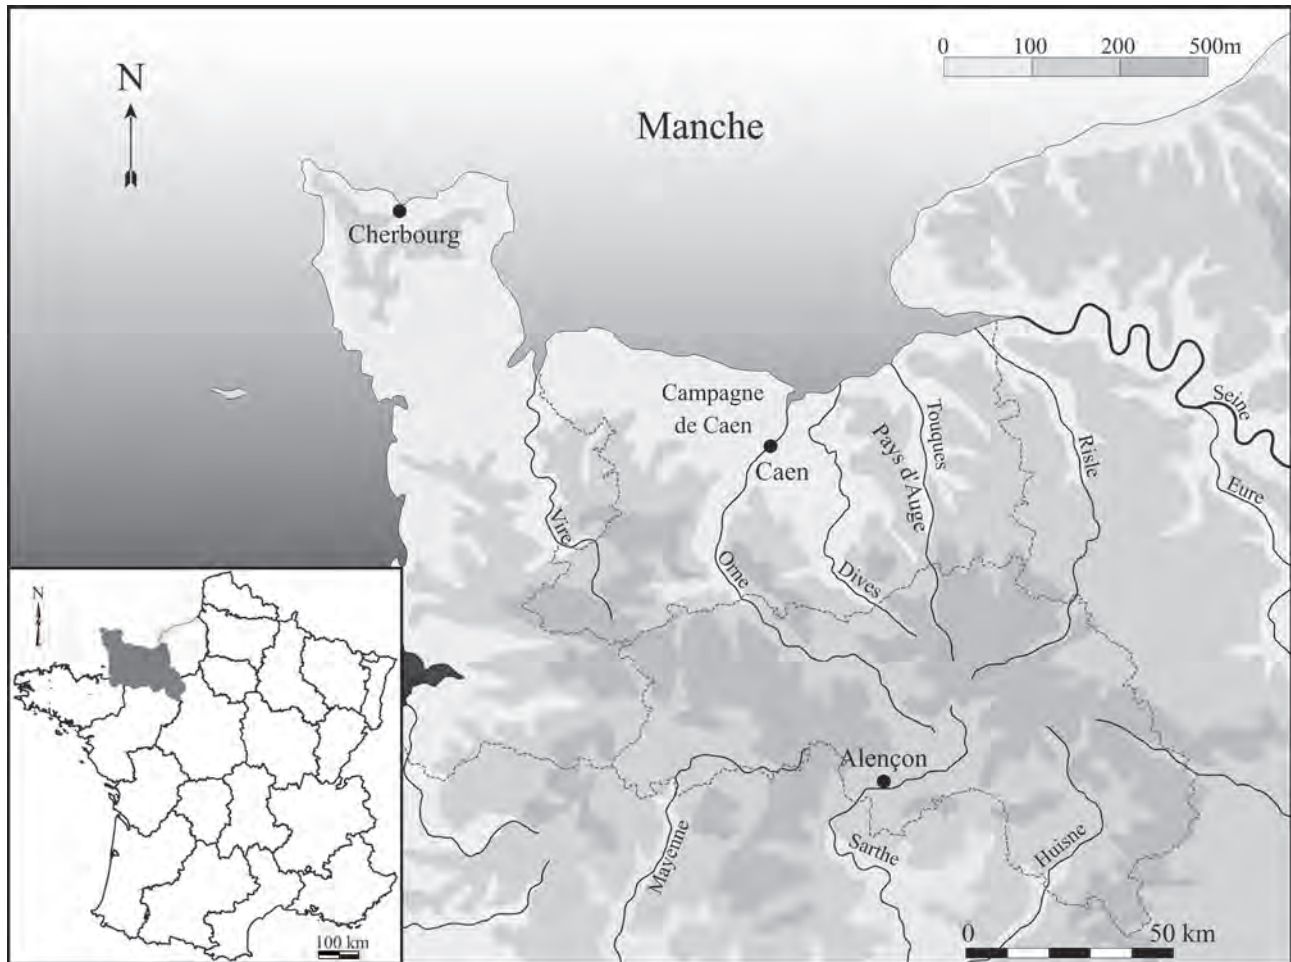 0 100 200 500m
N
Manche
Cherbourg
Campagne
de Caen
Caen
Touques
Pays d'Auge
Risle
Seine
Eure
Vire
Orne
Dives
N
Alençon
Mayenne
Sarthe
Huisne
0 50 km
100 km